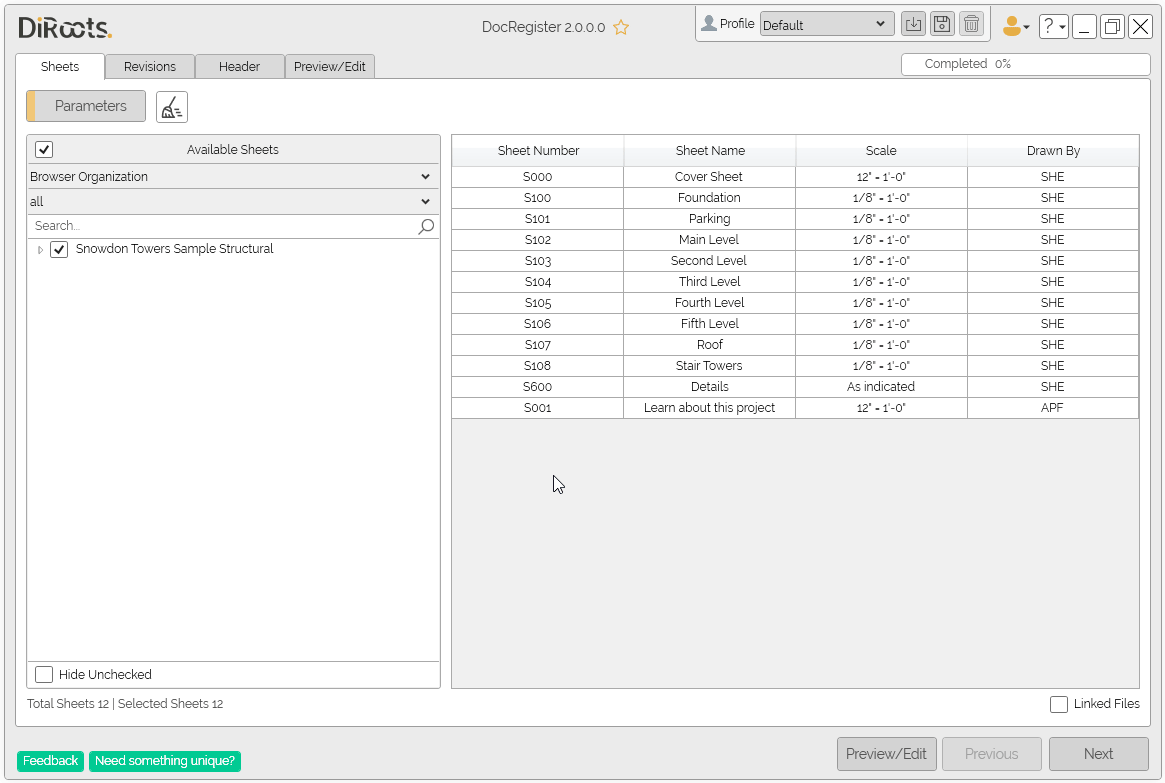 DiRoots.
DocRegister 2.0.0.0
Profile
Default
?
Sheets
Revisions
Header
Preview/Edit
Completed 0%
Parameters
Available Sheets
Browser Organization
all
Search...
Snowdon Towers Sample Structural
Hide Unchecked
Total Sheets 12 | Selected Sheets 12
Sheet Number Sheet Name Scale Drawn By
S000 Cover Sheet 12" = 1'-0" SHE
S100 Foundation 1/8" = 1'-0" SHE
S101 Parking 1/8" = 1'-0" SHE
S102 Main Level 1/8" = 1'-0" SHE
S103 Second Level 1/8" = 1'-0" SHE
S104 Third Level 1/8" = 1'-0" SHE
S105 Fourth Level 1/8" = 1'-0" SHE
S106 Fifth Level 1/8" = 1'-0" SHE
S107 Roof 1/8" = 1'-0" SHE
S108 Stair Towers 1/8" = 1'-0" SHE
S600 Details As indicated SHE
S001 Learn about this project 12" = 1'-0" APF
Linked Files
Feedback
Need something unique?
Preview/Edit
Previous
Next